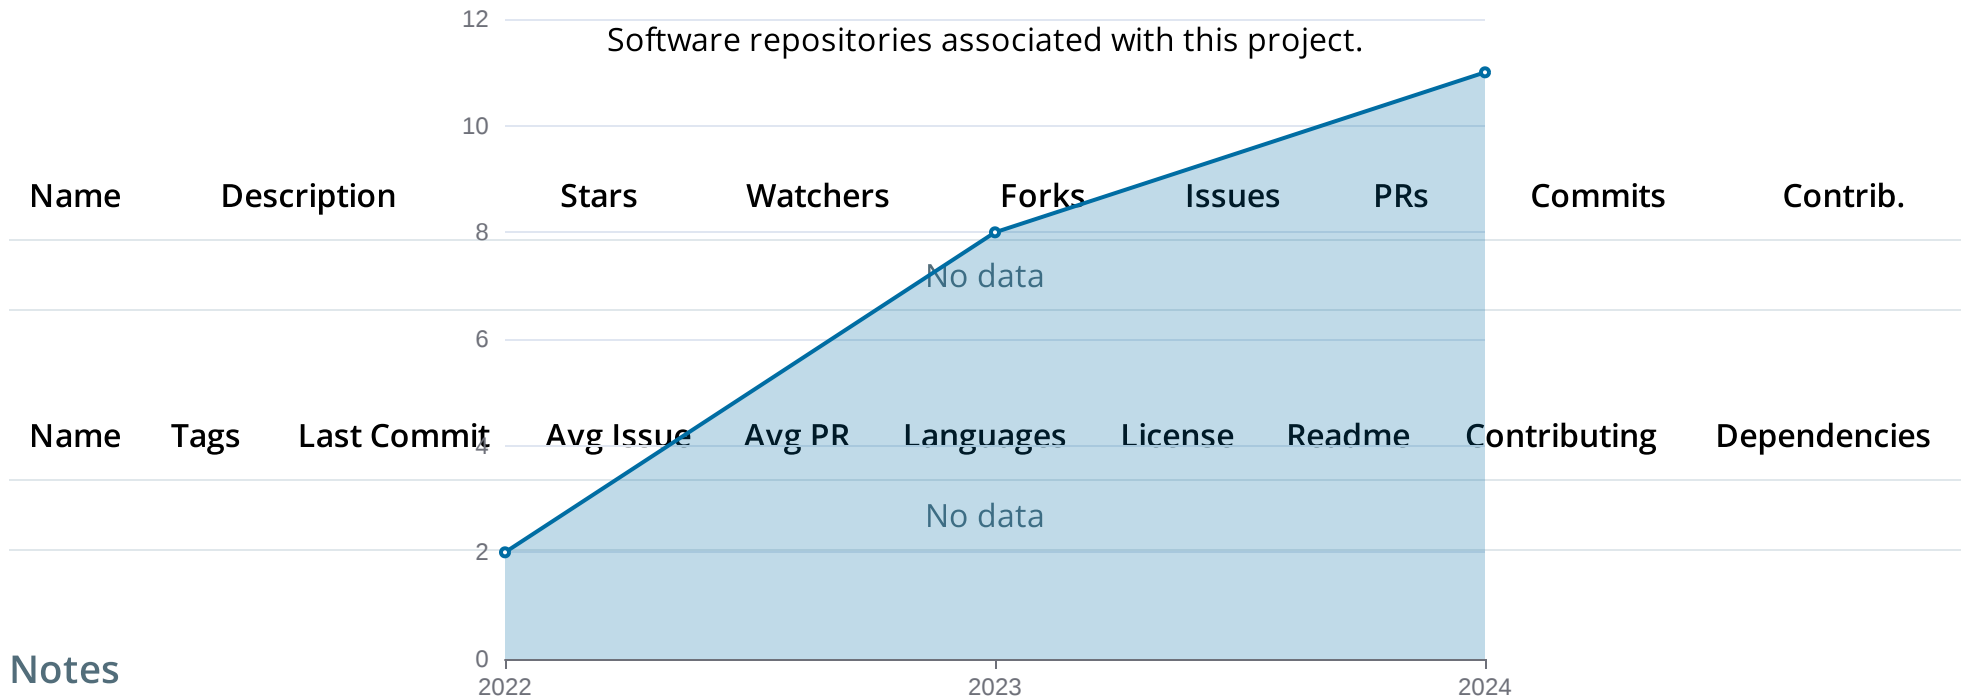 12
Software repositories associated with this project.
10
Name Description Stars Watchers Forks Issues PRs Commits Contrib.
8
No data
6
Name Tags Last Commit Avg Issue Avg PR Languages License Readme Contributing Dependencies
4
No data
2
0
Notes
2022 2023 2024